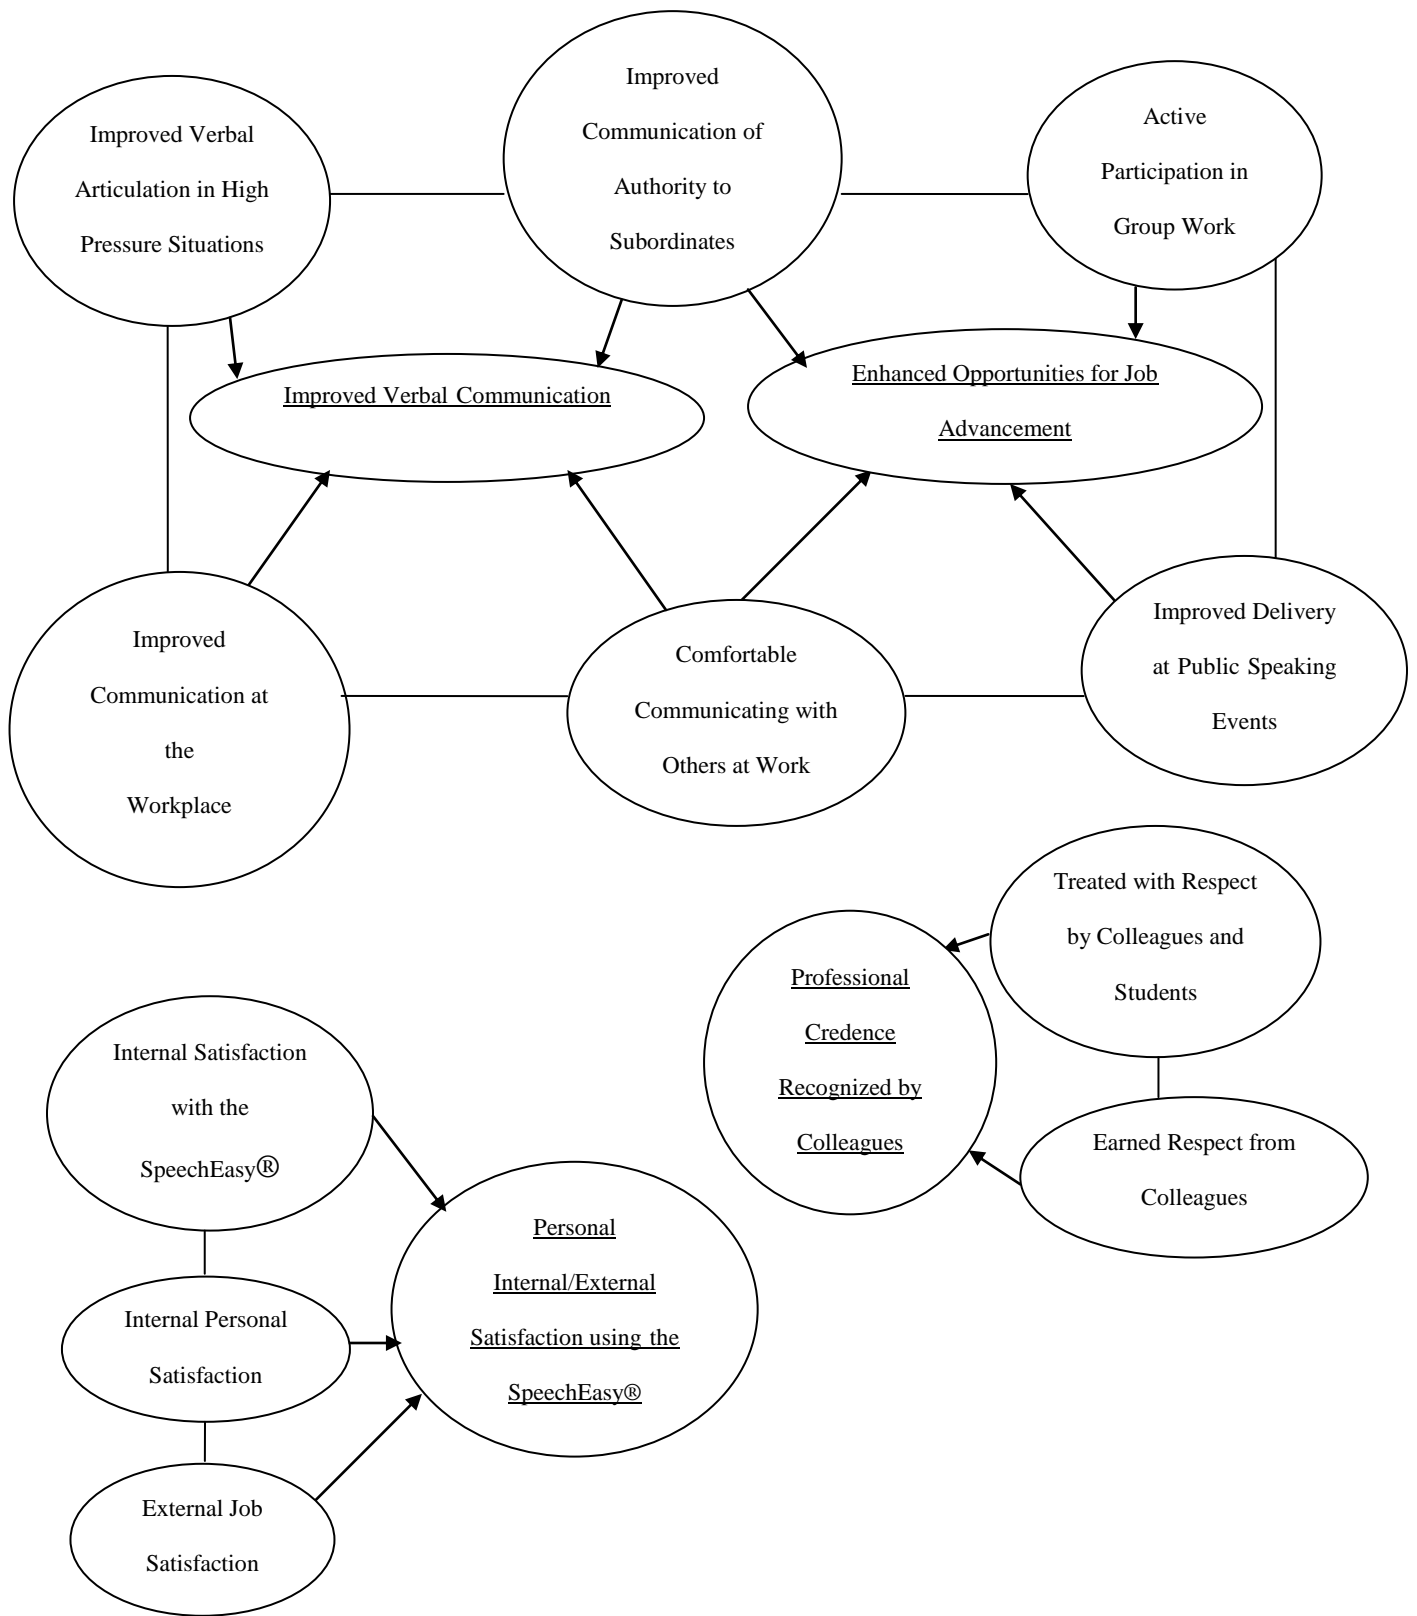 Improved Verbal
Articulation in High
Pressure Situations
Improved
Communication of
Authority to
Subordinates
Active
Participation in
Group Work
Improved Verbal Communication
Enhanced Opportunities for Job
Advancement
Improved
Communication at
the
Workplace
Comfortable
Communicating with
Others at Work
Improved Delivery
at Public Speaking
Events
Treated with Respect
by Colleagues and
Students
Professional
Credence
Recognized by
Colleagues
Earned Respect from
Colleagues
Internal Satisfaction
with the
SpeechEasy®
Personal
Internal/External
Satisfaction using the
SpeechEasy®
Internal Personal
Satisfaction
External Job
Satisfaction